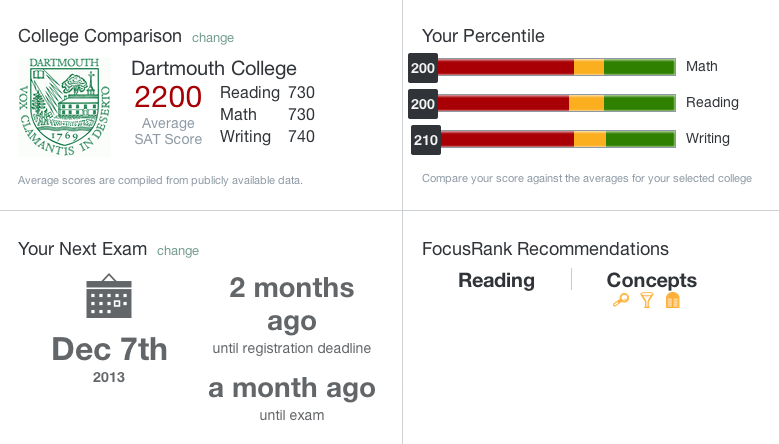 College Comparison change
DARTMOUTH
VOX CLAMANTIS IN DESERTO
1769
Dartmouth College
2200
Average
SAT Score
Reading 730
Math 730
Writing 740
Average scores are compiled from publicly available data.
Your Percentile
200 Math
200 Reading
210 Writing
Compare your score against the averages for your selected college
Your Next Exam change
Dec 7th
2013
2 months
ago
until registration deadline
a month ago
until exam
FocusRank Recommendations
Reading Concepts